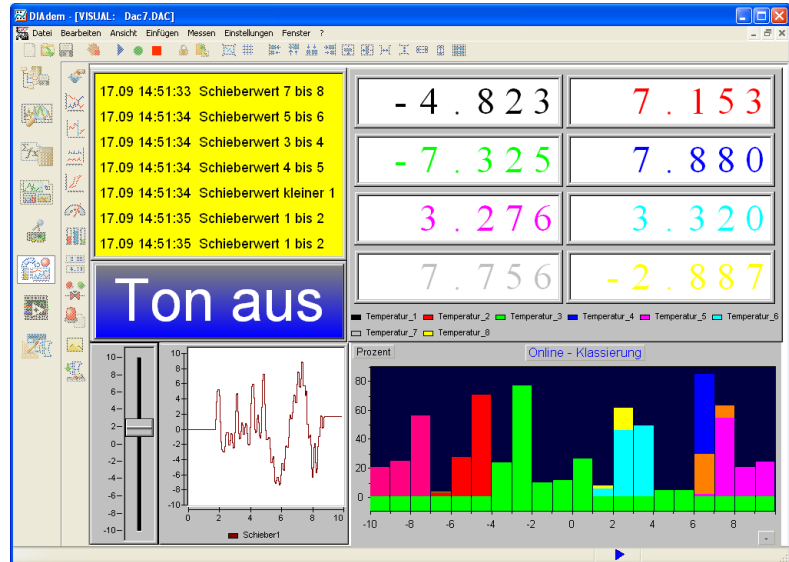 DIAdem - [VISUAL: Dac7.DAC]
Datei Bearbeiten Ansicht Einfügen Messen Einstellungen Fenster ?
17.09 14:51:33 Schieberwert 7 bis 8
17.09 14:51:34 Schieberwert 5 bis 6
17.09 14:51:34 Schieberwert 3 bis 4
17.09 14:51:34 Schieberwert 4 bis 5
17.09 14:51:34 Schieberwert kleiner 1
17.09 14:51:35 Schieberwert 1 bis 2
17.09 14:51:35 Schieberwert 1 bis 2
Ton aus
-4.823 7.153
-7.325 7.880
3.276 3.320
7.756 -2.887
Temperatur_1 Temperatur_2 Temperatur_3 Temperatur_4 Temperatur_5 Temperatur_6
Temperatur_7 Temperatur_8
10-
8-
6-
4-
2-
0-
-2-
-4-
-6-
-8-
-10-
10-
8-
6-
4-
2-
0-
-2-
-4-
-6-
-8-
-10-
0 2 4 6 8 10
Schieber1
Prozent Online - Klassierung
80-
60-
40-
20-
0-
-10 -8 -6 -4 -2 0 2 4 6 8